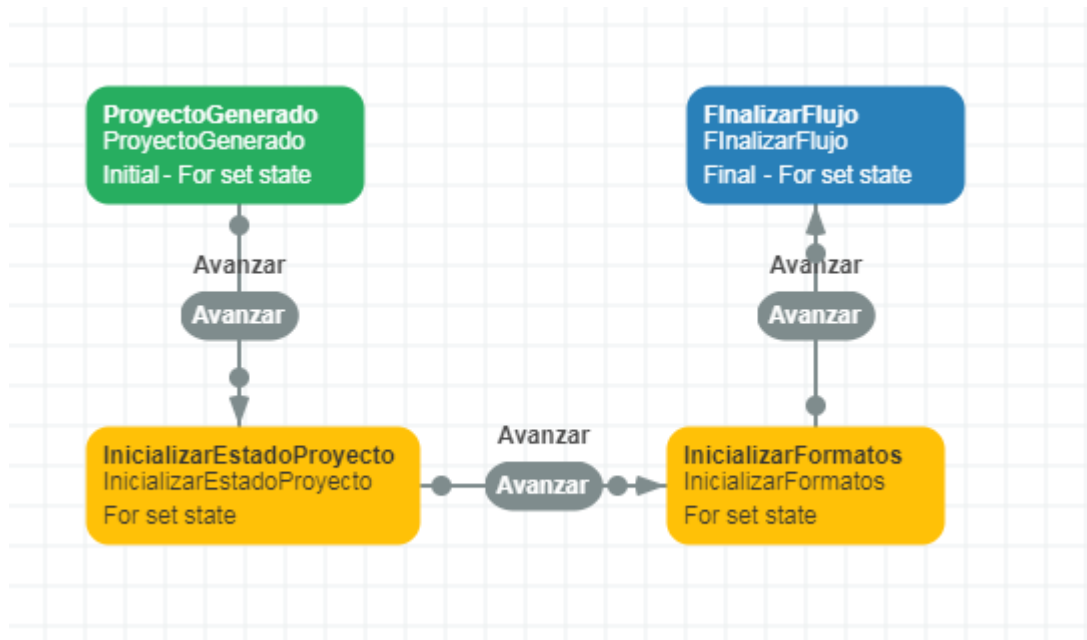 ProyectoGenerado
ProyectoGenerado
Initial - For set state
FInalizarFlujo
FInalizarFlujo
Final - For set state
Avanzar
Avanzar
Avanzar
Avanzar
InicializarEstadoProyecto
InicializarEstadoProyecto
For set state
Avanzar
Avanzar
InicializarFormatos
InicializarFormatos
For set state